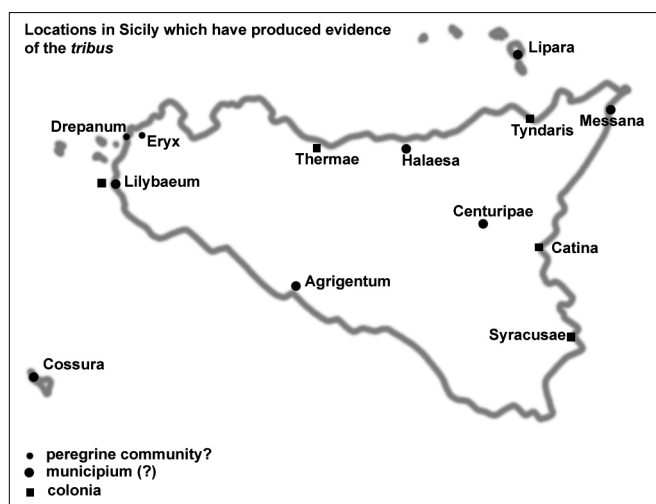 Locations in Sicily which have produced evidence
of the tribus
Lipara
Messana
Tyndaris
Drepanum
Eryx
Thermae
Halaesa
Lilybaeum
Centuripae
Catina
Agrigentum
Syracusae
Cossura
peregrine community?
municipium (?)
colonia